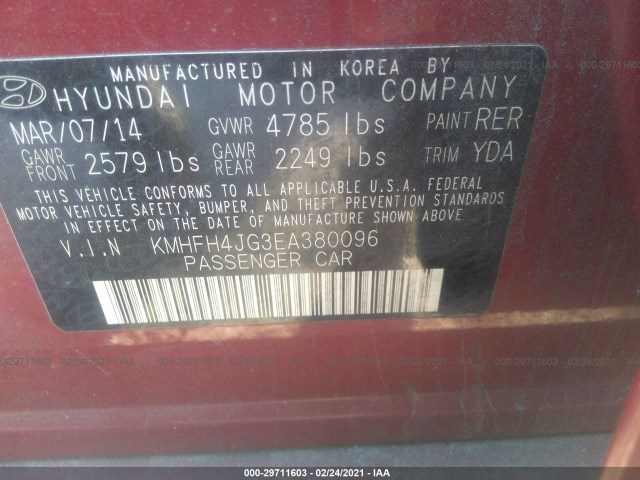 MANUFACTURED IN KOREA BY
HYUNDAI MOTOR COMPANY
MAR/07/14 GVWR 4785 lbs PAINT RER
GAWR FRONT 2579 lbs GAWR REAR 2249 lbs TRIM YDA
THIS VEHICLE CONFORMS TO ALL APPLICABLE U.S.A. FEDERAL
MOTOR VEHICLE SAFETY, BUMPER, AND THEFT PREVENTION STANDARDS
IN EFFECT ON THE DATE OF MANUFACTURE SHOWN ABOVE.
V.I.N KMHFH4JG3EA380096
PASSENGER CAR
000-29711603 - 02/24/2021 - IAA